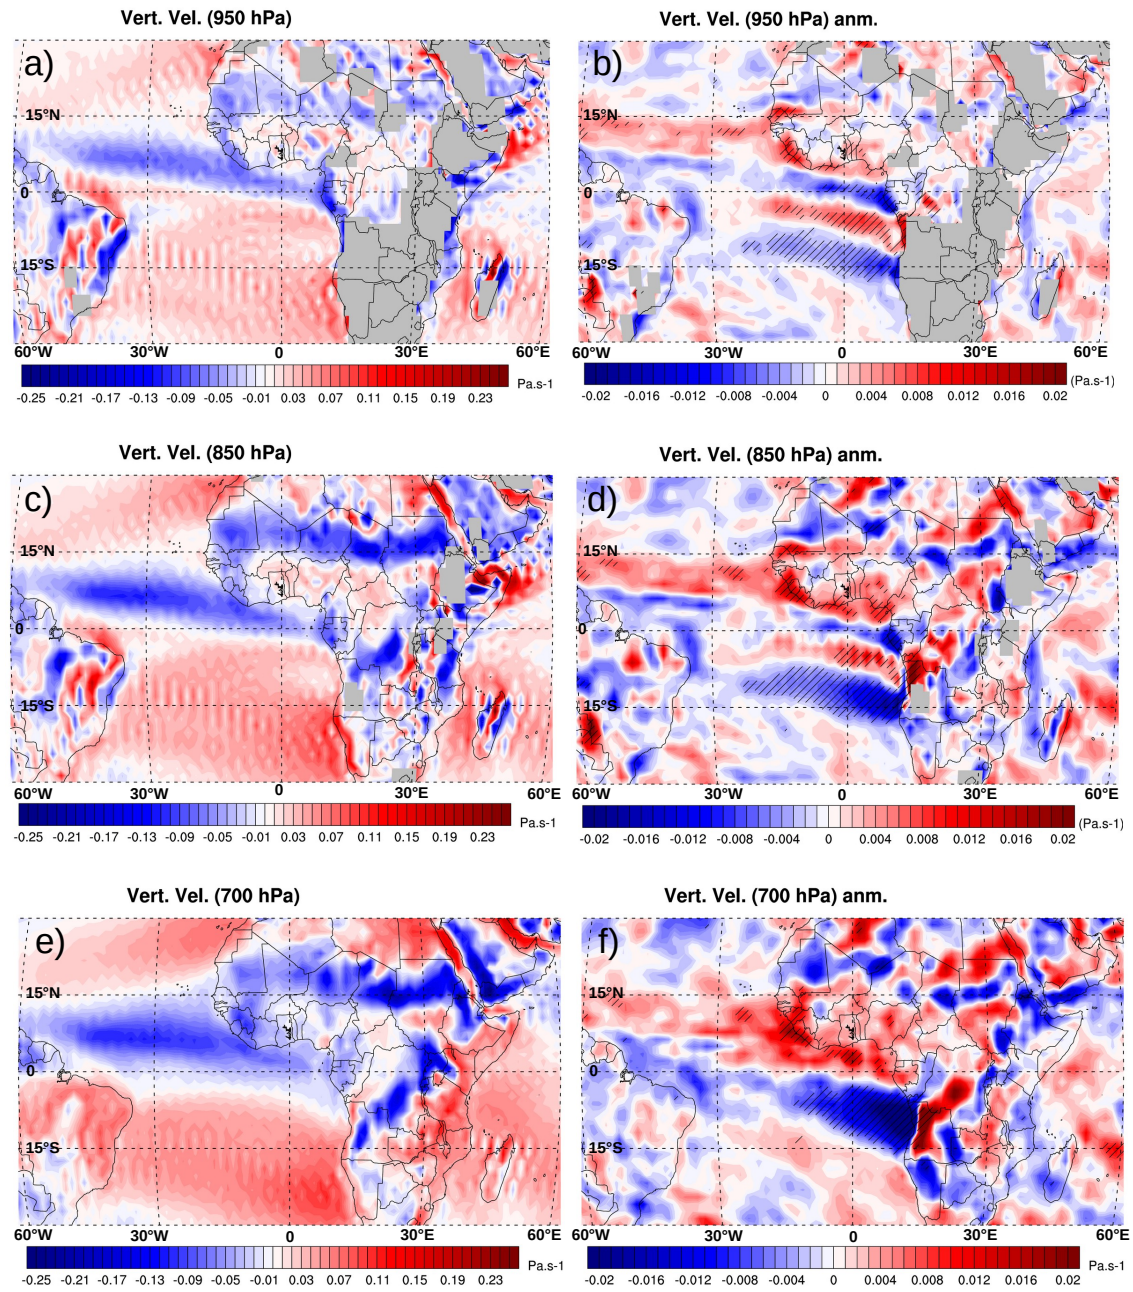 Vert. Vel. (950 hPa)
a)
15°N
0
15°S
60°W 30°W 0 30°E 60°E
-0.25 -0.21 -0.17 -0.13 -0.09 -0.05 -0.01 0.03 0.07 0.11 0.15 0.19 0.23 Pa.s-1
Vert. Vel. (950 hPa) anm.
b)
15°N
0
15°S
60°W 30°W 0 30°E 60°E
-0.02 -0.016 -0.012 -0.008 -0.004 0 0.004 0.008 0.012 0.016 0.02 (Pa.s-1)
Vert. Vel. (850 hPa)
c)
15°N
0
15°S
60°W 30°W 0 30°E 60°E
-0.25 -0.21 -0.17 -0.13 -0.09 -0.05 -0.01 0.03 0.07 0.11 0.15 0.19 0.23 Pa.s-1
Vert. Vel. (850 hPa) anm.
d)
15°N
0
15°S
60°W 30°W 0 30°E 60°E
-0.02 -0.016 -0.012 -0.008 -0.004 0 0.004 0.008 0.012 0.016 0.02 (Pa.s-1)
Vert. Vel. (700 hPa)
e)
15°N
0
15°S
60°W 30°W 0 30°E 60°E
-0.25 -0.21 -0.17 -0.13 -0.09 -0.05 -0.01 0.03 0.07 0.11 0.15 0.19 0.23 Pa.s-1
Vert. Vel. (700 hPa) anm.
f)
15°N
0
15°S
60°W 30°W 0 30°E 60°E
-0.02 -0.016 -0.012 -0.008 -0.004 0 0.004 0.008 0.012 0.016 0.02 Pa.s-1